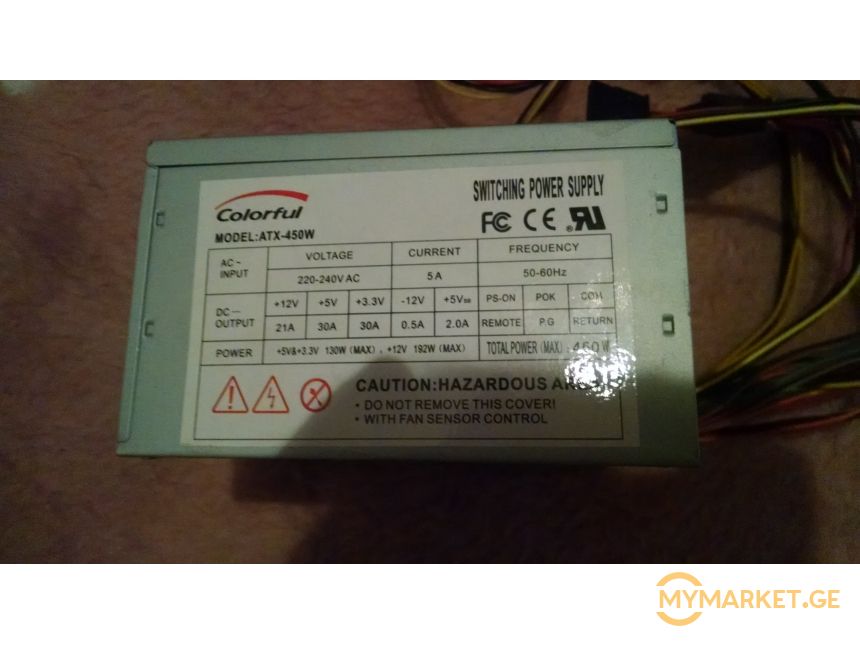 Colorful
SWITCHING POWER SUPPLY
FC CE RU
MODEL:ATX-450W
AC~ INPUT VOLTAGE CURRENT FREQUENCY
220-240V AC 5A 50-60Hz
DC⎓ OUTPUT +12V +5V +3.3V -12V +5VSB PS-ON POK COM
21A 30A 30A 0.5A 2.0A REMOTE P.G RETURN
POWER +5V&+3.3V 130W (MAX) , +12V 192W (MAX) TOTAL POWER (MAX) : 450W
CAUTION:HAZARDOUS
• DO NOT REMOVE THIS COVER!
• WITH FAN SENSOR CONTROL
MYMARKET.GE